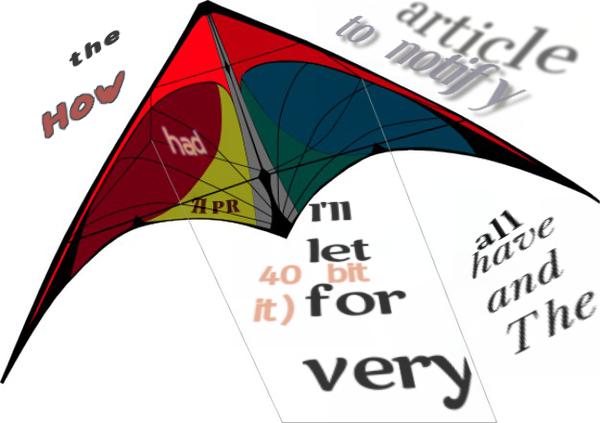 the
How
article
to notify
had
APR
I'll
let
for
very
40 bit
it)
all
have
and
The